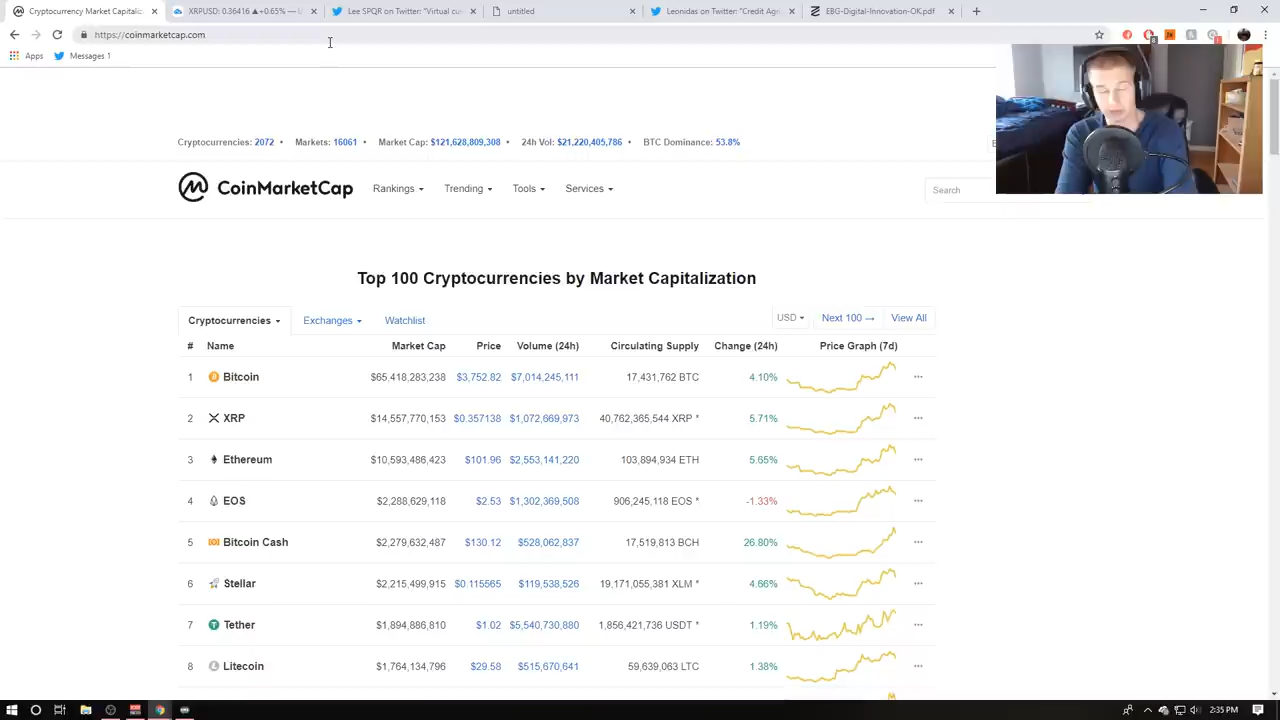 Cryptocurrency Market Cap
XRPUSD: 0.36416 ▲+0.65% — U
Lee SPQR on Twitter: "Virtual cur
untitled
Leonidas on Twitter: "Credit Agr
EBG-Digital-Innovation-OK.pdf
https://coinmarketcap.com
Apps
Messages 1
Cryptocurrencies: 2072 • Markets: 16061 • Market Cap: $121,628,809,308 • 24h Vol: $21,220,405,786 • BTC Dominance: 53.8%
CoinMarketCap
Rankings
Trending
Tools
Services
Search
Top 100 Cryptocurrencies by Market Capitalization
Cryptocurrencies
Exchanges
Watchlist
USD
Next 100 →
View All
# Name Market Cap Price Volume (24h) Circulating Supply Change (24h) Price Graph (7d)
1 Bitcoin $65,418,283,238 $3,752.82 $7,014,245,111 17,431,762 BTC 4.10%
2 XRP $14,557,770,153 $0.357138 $1,072,669,973 40,762,365,544 XRP * 5.71%
3 Ethereum $10,593,486,423 $101.96 $2,553,141,220 103,894,934 ETH 5.65%
4 EOS $2,288,629,118 $2.53 $1,302,369,508 906,245,118 EOS * -1.33%
5 Bitcoin Cash $2,279,632,487 $130.12 $528,062,837 17,519,813 BCH 26.80%
6 Stellar $2,215,499,915 $0.115565 $119,538,526 19,171,055,381 XLM * 4.66%
7 Tether $1,894,886,810 $1.02 $5,540,730,880 1,856,421,736 USDT * 1.19%
8 Litecoin $1,764,134,796 $29.58 $515,670,641 59,639,063 LTC 1.38%
2:35 PM